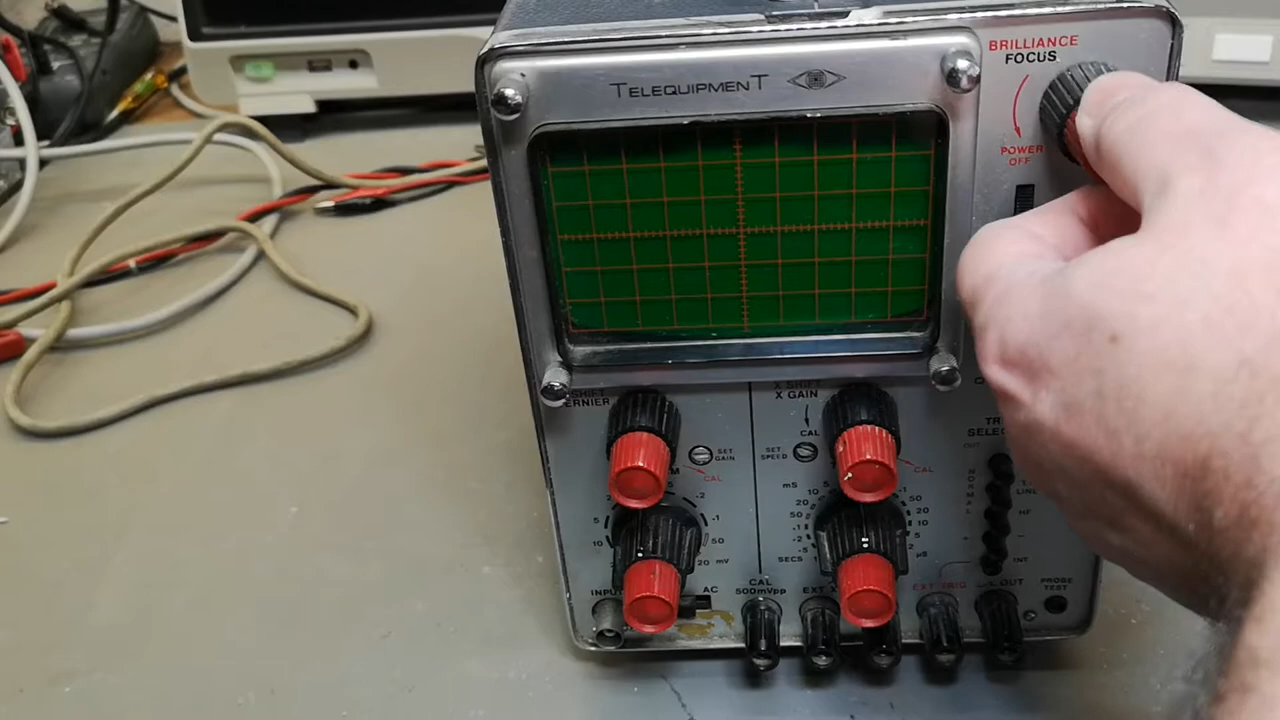 BRILLIANCE
FOCUS
TELEQUIPMENT
POWER
OFF
X SHIFT
X GAIN
CAL
SET
GAIN
CAL
SET
SPEED
CAL
mS
.2
.1
50
20 mV
5
10
5
10
20
50
.1
.2
.5
SECS
1
.1
50
20
10
5
2
µS
NORMAL
LINE
HF
+
-
INT
INPUT
AC
CAL
500mVpp
EXT X
EXT TRIG
OUT
PROBE
TEST